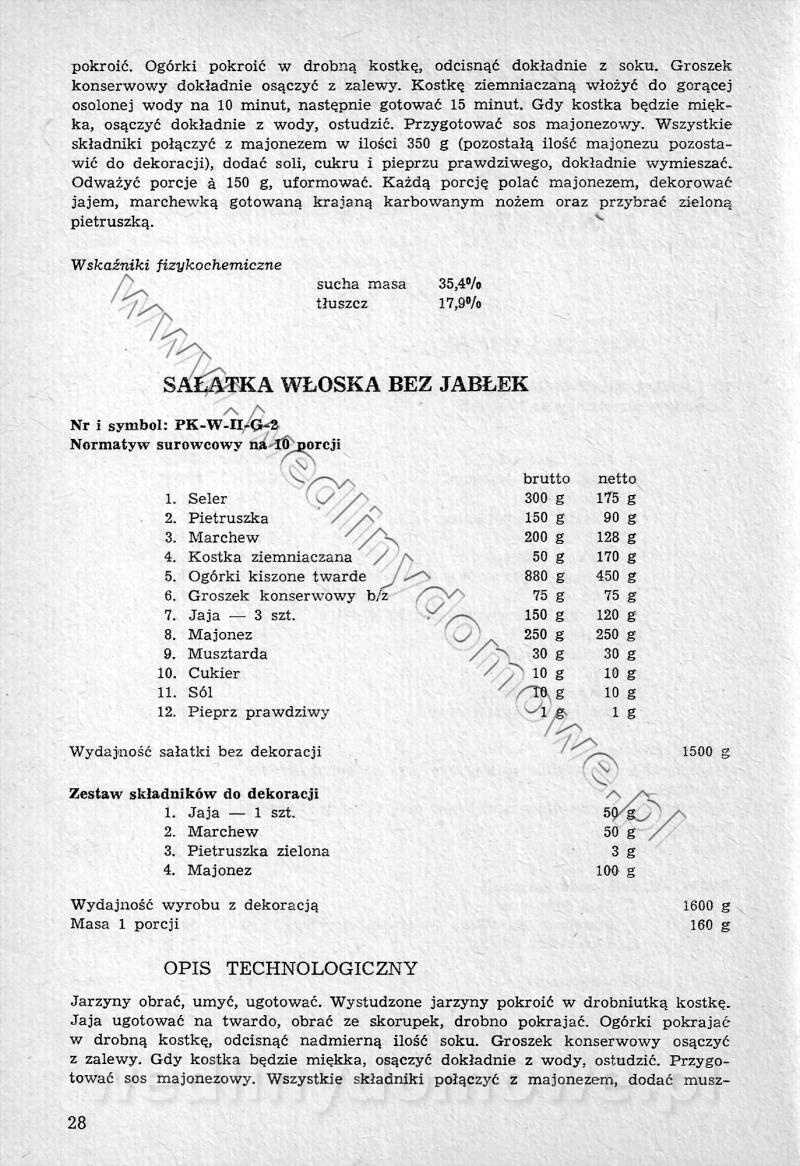 pokroić. Ogórki pokroić w drobną kostkę, odcisnąć dokładnie z soku. Groszek
konserwowy dokładnie osączyć z zalewy. Kostkę ziemniaczaną włożyć do gorącej
osolonej wody na 10 minut, następnie gotować 15 minut. Gdy kostka będzie mięk-
ka, osączyć dokładnie z wody, ostudzić. Przygotować sos majonezowy. Wszystkie
składniki połączyć z majonezem w ilości 350 g (pozostałą ilość majonezu pozosta-
wić do dekoracji), dodać soli, cukru i pieprzu prawdziwego, dokładnie wymieszać.
Odważyć porcje à 150 g, uformować. Każdą porcję polać majonezem, dekorować
jajem, marchewką gotowaną krajaną karbowanym nożem oraz przybrać zieloną
pietruszką.
Wskaźniki fizykochemiczne
sucha masa 35,4%
tłuszcz 17,9%
SAŁATKA WŁOSKA BEZ JABŁEK
Nr i symbol: PK-W-II-G-2
Normatyw surowcowy na 10 porcji
brutto netto
1. Seler 300 g 175 g
2. Pietruszka 150 g 90 g
3. Marchew 200 g 128 g
4. Kostka ziemniaczana 50 g 170 g
5. Ogórki kiszone twarde 880 g 450 g
6. Groszek konserwowy b/z 75 g 75 g
7. Jaja — 3 szt. 150 g 120 g
8. Majonez 250 g 250 g
9. Musztarda 30 g 30 g
10. Cukier 10 g 10 g
11. Sól 10 g 10 g
12. Pieprz prawdziwy 1 g 1 g
Wydajność sałatki bez dekoracji 1500 g
Zestaw składników do dekoracji
1. Jaja — 1 szt. 50 g
2. Marchew 50 g
3. Pietruszka zielona 3 g
4. Majonez 100 g
Wydajność wyrobu z dekoracją 1600 g
Masa 1 porcji 160 g
OPIS TECHNOLOGICZNY
Jarzyny obrać, umyć, ugotować. Wystudzone jarzyny pokroić w drobniutką kostkę.
Jaja ugotować na twardo, obrać ze skorupek, drobno pokrajać. Ogórki pokrajać
w drobną kostkę, odcisnąć nadmierną ilość soku. Groszek konserwowy osączyć
z zalewy. Gdy kostka będzie miękka, osączyć dokładnie z wody, ostudzić. Przygo-
tować sos majonezowy. Wszystkie składniki połączyć z majonezem, dodać musz-
28
www.wedlinydomowe.pl
wedlinydomowe.pl